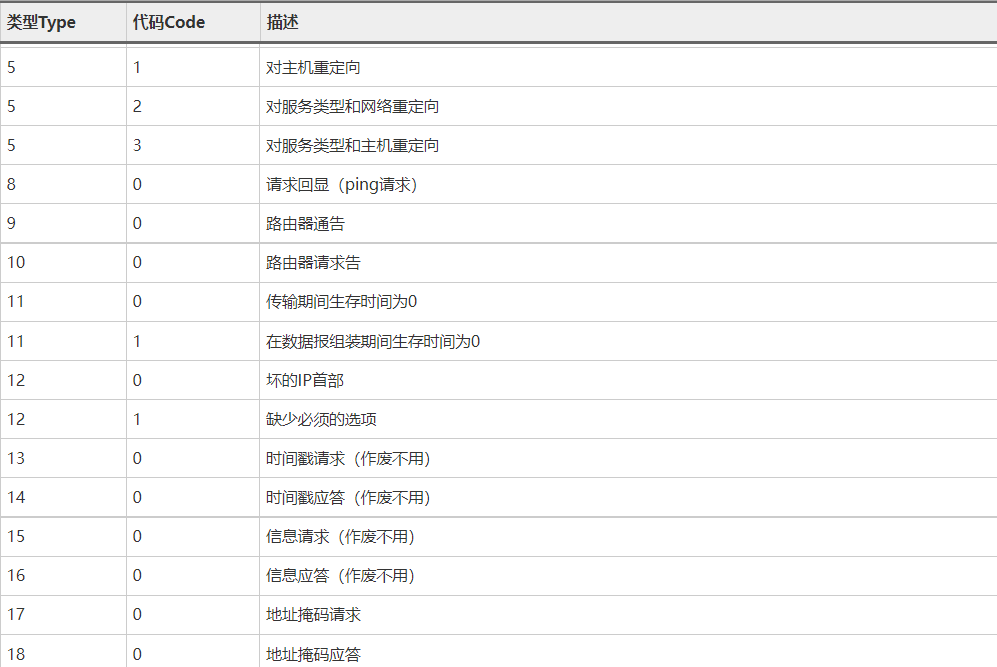 类型Type 代码Code 描述
5 1 对主机重定向
5 2 对服务类型和网络重定向
5 3 对服务类型和主机重定向
8 0 请求回显（ping请求）
9 0 路由器通告
10 0 路由器请求告
11 0 传输期间生存时间为0
11 1 在数据报组装期间生存时间为0
12 0 坏的IP首部
12 1 缺少必须的选项
13 0 时间戳请求（作废不用）
14 0 时间戳应答（作废不用）
15 0 信息请求（作废不用）
16 0 信息应答（作废不用）
17 0 地址掩码请求
18 0 地址掩码应答